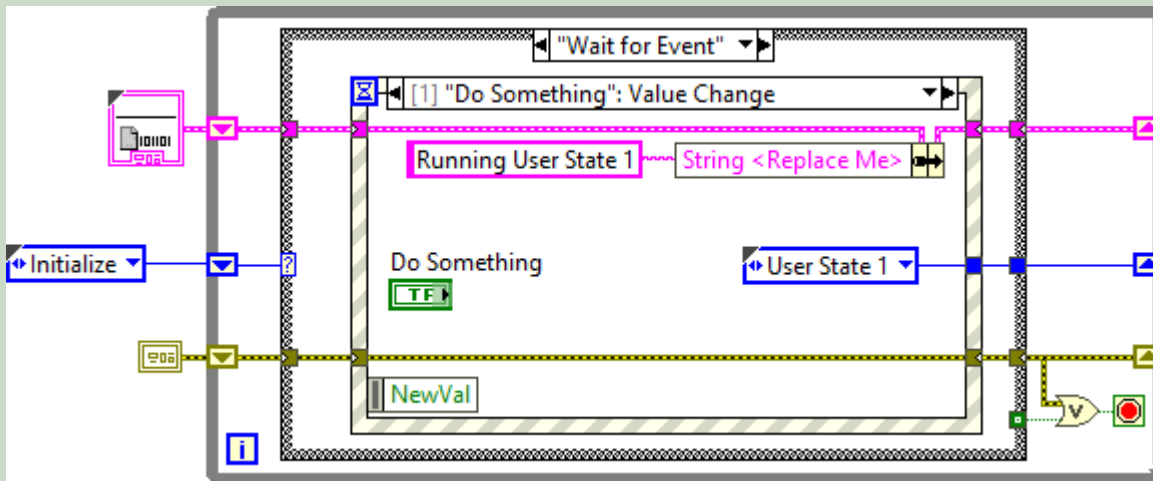 "Wait for Event"
[1] "Do Something": Value Change
Running User State 1
String <Replace Me>
Initialize
?
Do Something
User State 1
TF
NewVal
V
i